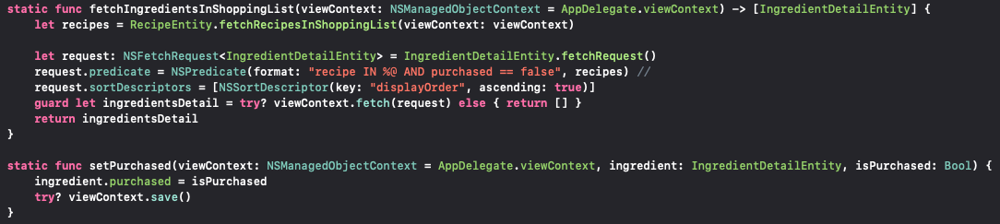 static func fetchIngredientsInShoppingList(viewContext: NSManagedObjectContext = AppDelegate.viewContext) -> [IngredientDetailEntity] {
    let recipes = RecipeEntity.fetchRecipesInShoppingList(viewContext: viewContext)

    let request: NSFetchRequest<IngredientDetailEntity> = IngredientDetailEntity.fetchRequest()
    request.predicate = NSPredicate(format: "recipe IN %@ AND purchased == false", recipes) //
    request.sortDescriptors = [NSSortDescriptor(key: "displayOrder", ascending: true)]
    guard let ingredientsDetail = try? viewContext.fetch(request) else { return [] }
    return ingredientsDetail
}

static func setPurchased(viewContext: NSManagedObjectContext = AppDelegate.viewContext, ingredient: IngredientDetailEntity, isPurchased: Bool) {
    ingredient.purchased = isPurchased
    try? viewContext.save()
}